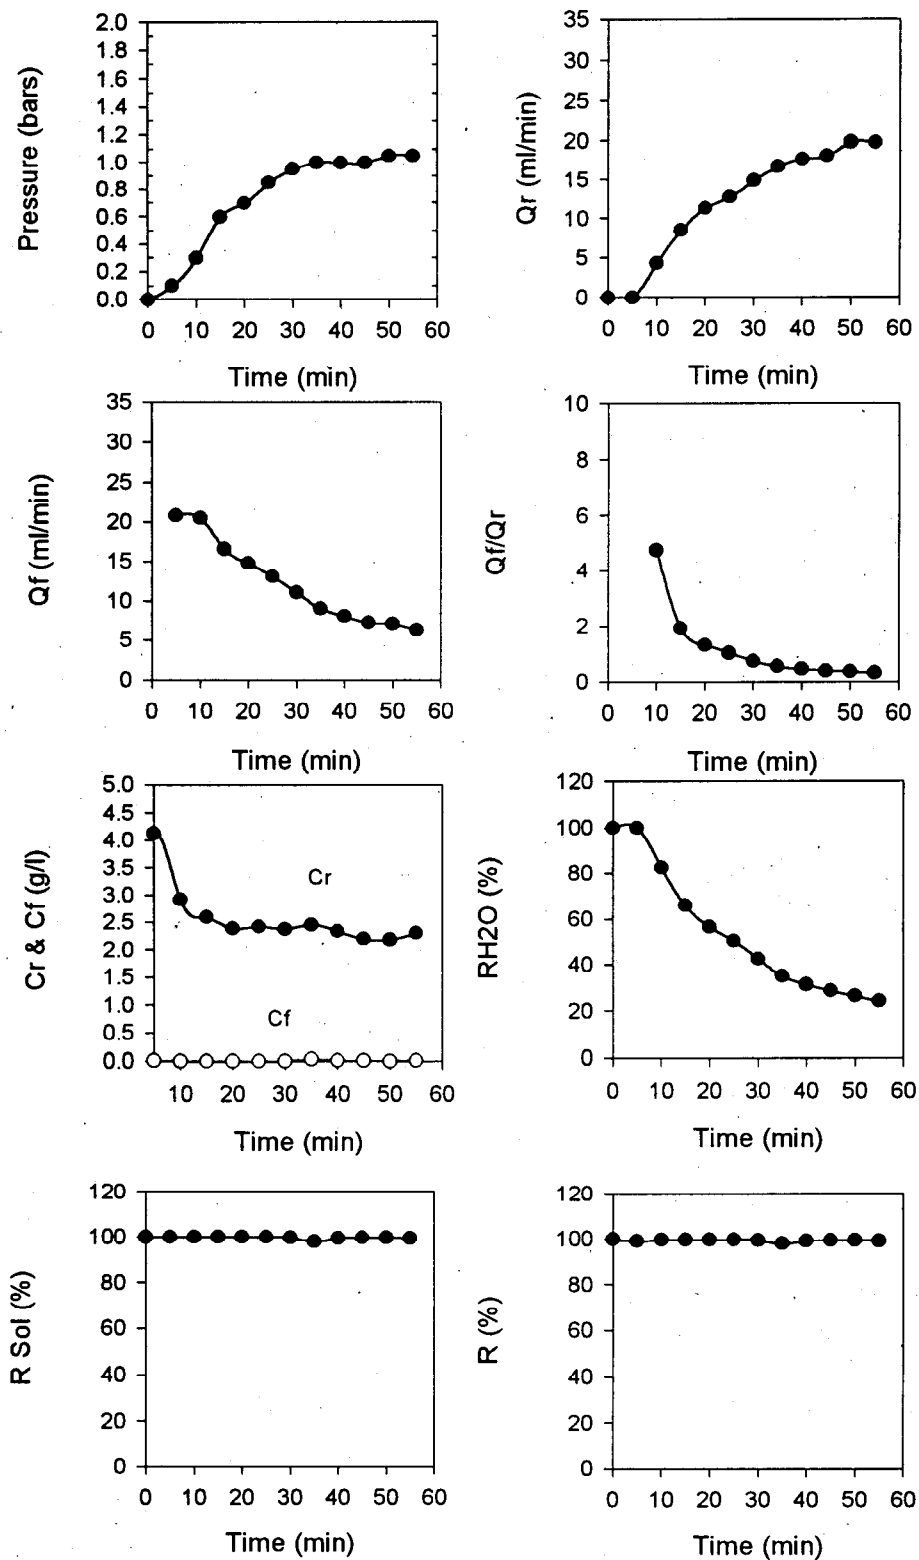 Pressure (bars)
2.0
1.8
1.6
1.4
1.2
1.0
0.8
0.6
0.4
0.2
0.0
0 10 20 30 40 50 60
Time (min)
Qr (ml/min)
35
30
25
20
15
10
5
0
0 10 20 30 40 50 60
Time (min)
Qf (ml/min)
35
30
25
20
15
10
5
0
0 10 20 30 40 50 60
Time (min)
Qf/Qr
10
8
6
4
2
0
0 10 20 30 40 50 60
Time (min)
Cr & Cf (g/l)
5.0
4.5
4.0
3.5
3.0
2.5
2.0
1.5
1.0
0.5
0.0
Cr
Cf
10 20 30 40 50 60
Time (min)
RH2O (%)
120
100
80
60
40
20
0
0 10 20 30 40 50 60
Time (min)
R Sol (%)
120
100
80
60
40
20
0
0 10 20 30 40 50 60
Time (min)
R (%)
120
100
80
60
40
20
0
0 10 20 30 40 50 60
Time (min)